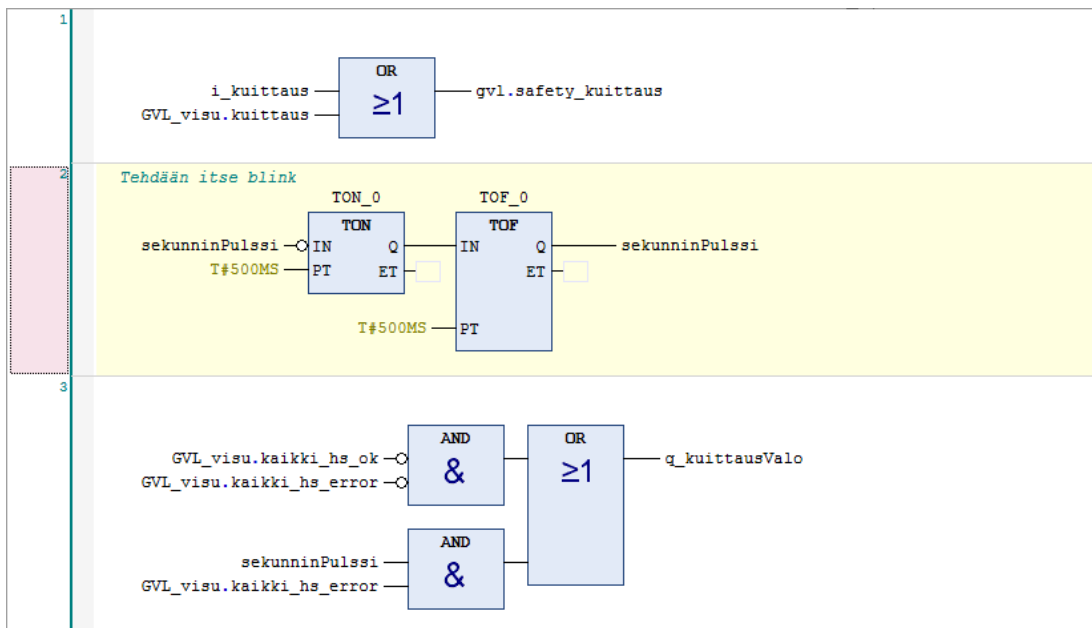 1
OR
i_kuittaus
≥1
gvl.safety_kuittaus
GVL_visu.kuittaus
2
Tehdään itse blink
TON_0 TOF_0
TON TOF
sekunninPulssi IN Q IN Q sekunninPulssi
T#500MS PT ET ET
T#500MS PT
3
AND OR
GVL_visu.kaikki_hs_ok & ≥1 q_kuittausValo
GVL_visu.kaikki_hs_error
AND
sekunninPulssi &
GVL_visu.kaikki_hs_error